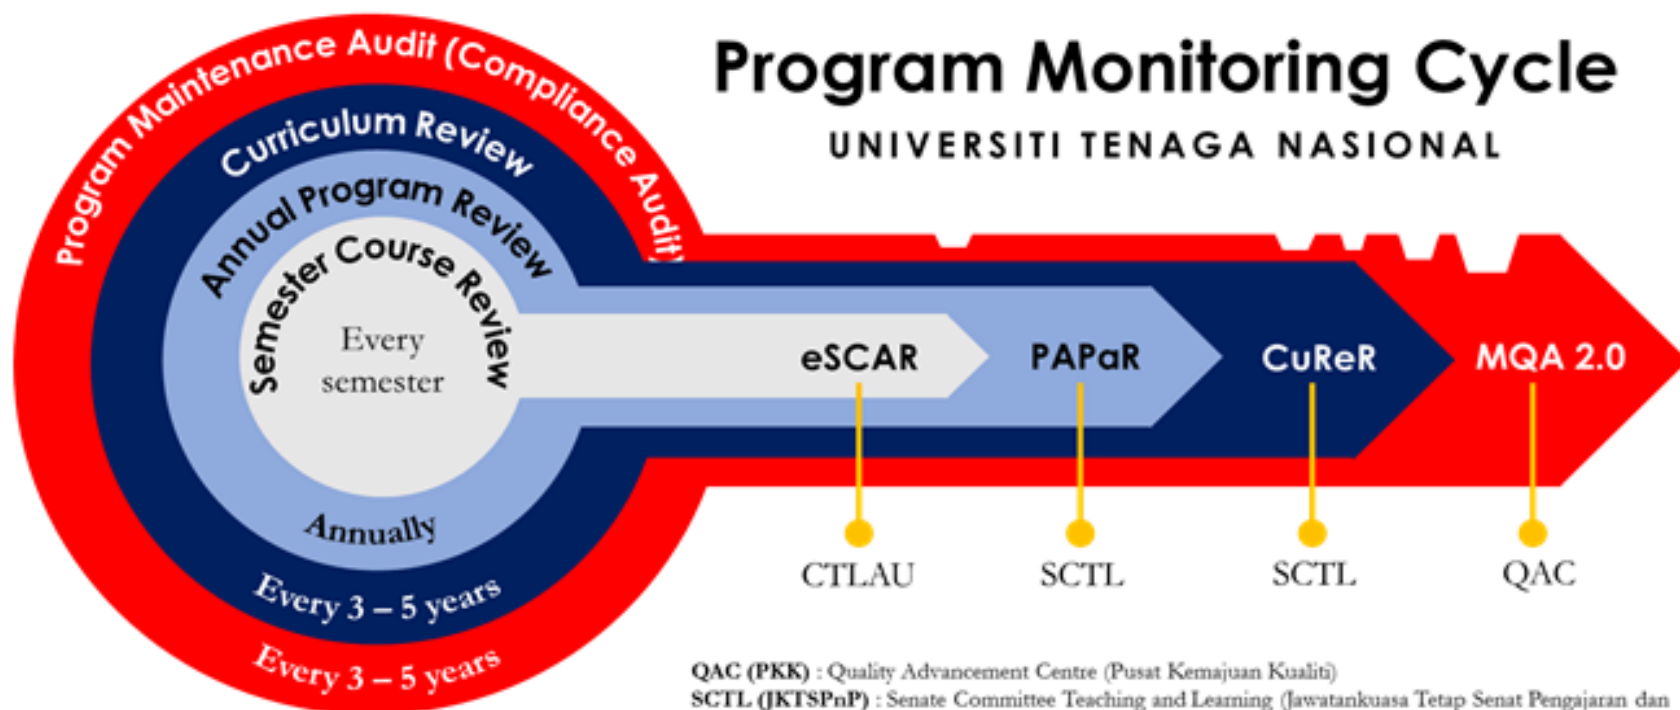 Program Monitoring Cycle
UNIVERSITI TENAGA NASIONAL
Program Maintenance Audit (Compliance Audit)
Curriculum Review
Annual Program Review
Semester Course Review
Every
semester
Annually
Every 3 – 5 years
Every 3 – 5 years
eSCAR PAPaR CuReR MQA 2.0
CTLAU SCTL SCTL QAC
QAC (PKK) : Quality Advancement Centre (Pusat Kemajuan Kualiti)
SCTL (JKTSPnP) : Senate Committee Teaching and Learning (Jawatankuasa Tetap Senat Pengajaran dan